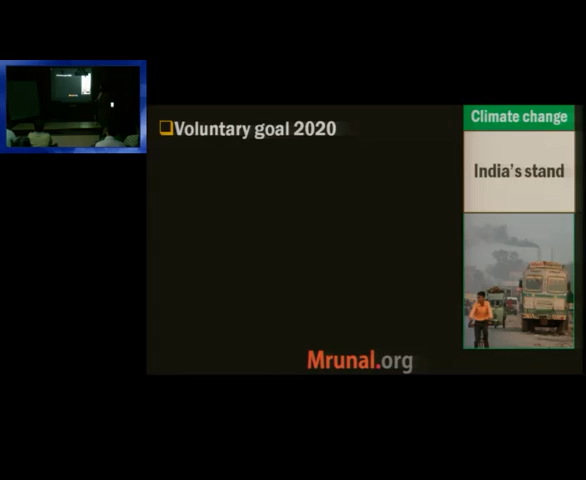 Climate change
❑Voluntary goal 2020
India's stand
Mrunal.org